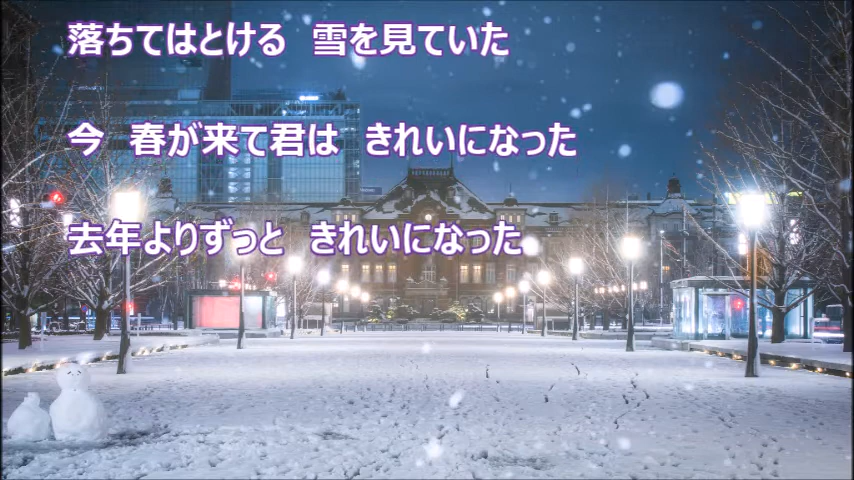 落ちてはとける　雪を見ていた
今　春が来て君は　きれいになった
去年よりずっと　きれいになった